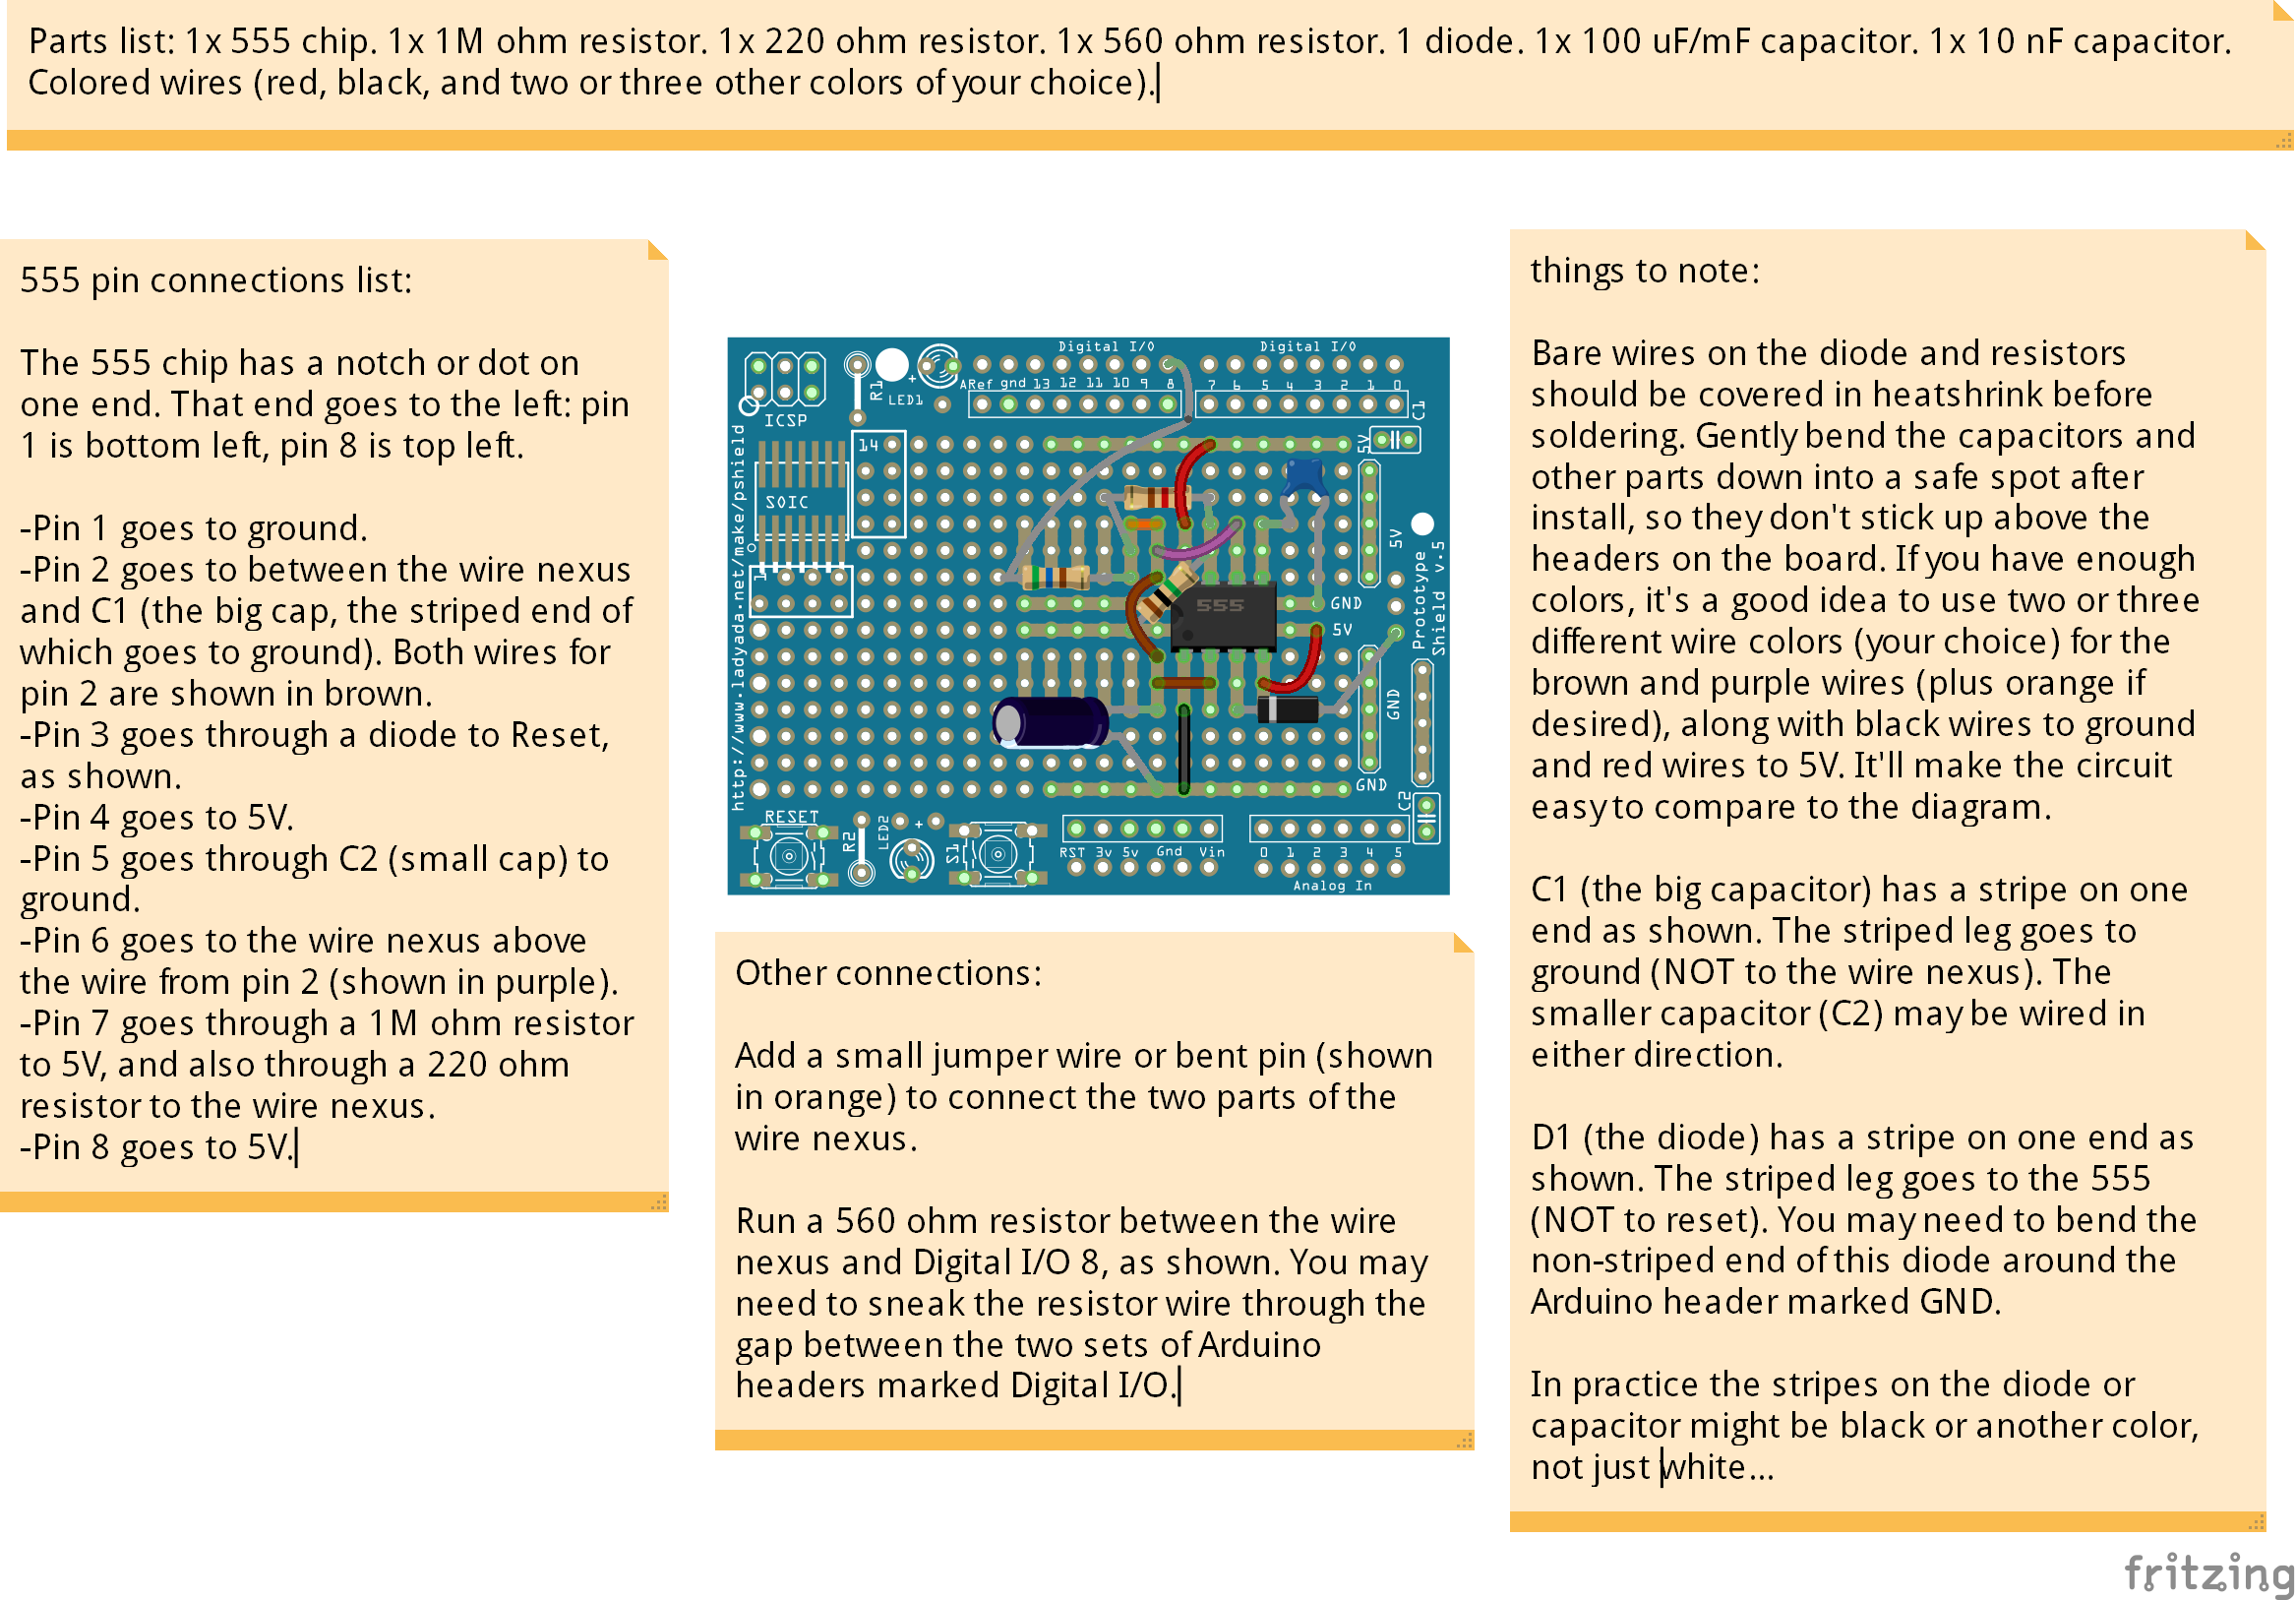 Parts list: 1x 555 chip. 1x 1M ohm resistor. 1x 220 ohm resistor. 1x 560 ohm resistor. 1 diode. 1x 100 uF/mF capacitor. 1x 10 nF capacitor.
Colored wires (red, black, and two or three other colors of your choice).
555 pin connections list:
The 555 chip has a notch or dot on
one end. That end goes to the left: pin
1 is bottom left, pin 8 is top left.
-Pin 1 goes to ground.
-Pin 2 goes to between the wire nexus
and C1 (the big cap, the striped end of
which goes to ground). Both wires for
pin 2 are shown in brown.
-Pin 3 goes through a diode to Reset,
as shown.
-Pin 4 goes to 5V.
-Pin 5 goes through C2 (small cap) to
ground.
-Pin 6 goes to the wire nexus above
the wire from pin 2 (shown in purple).
-Pin 7 goes through a 1M ohm resistor
to 5V, and also through a 220 ohm
resistor to the wire nexus.
-Pin 8 goes to 5V.
Digital I/O Digital I/O
ARef gnd 13 12 11 10 9 8 7 6 5 4 3 2 1 0
R1
+
LED1
ICSP
C1
14
5V
SOIC
1
http://www.ladyada.net/make/pshield
555
GND
5V
5V
Prototype
Shield v.5
GND
GND
C2
RESET
R2
LED2
+
S1
RST 3v 5v Gnd Vin 0 1 2 3 4 5
Analog In
Other connections:
Add a small jumper wire or bent pin (shown
in orange) to connect the two parts of the
wire nexus.
Run a 560 ohm resistor between the wire
nexus and Digital I/O 8, as shown. You may
need to sneak the resistor wire through the
gap between the two sets of Arduino
headers marked Digital I/O.
things to note:
Bare wires on the diode and resistors
should be covered in heatshrink before
soldering. Gently bend the capacitors and
other parts down into a safe spot after
install, so they don't stick up above the
headers on the board. If you have enough
colors, it's a good idea to use two or three
different wire colors (your choice) for the
brown and purple wires (plus orange if
desired), along with black wires to ground
and red wires to 5V. It'll make the circuit
easy to compare to the diagram.
C1 (the big capacitor) has a stripe on one
end as shown. The striped leg goes to
ground (NOT to the wire nexus). The
smaller capacitor (C2) may be wired in
either direction.
D1 (the diode) has a stripe on one end as
shown. The striped leg goes to the 555
(NOT to reset). You may need to bend the
non-striped end of this diode around the
Arduino header marked GND.
In practice the stripes on the diode or
capacitor might be black or another color,
not just white...
fritzing